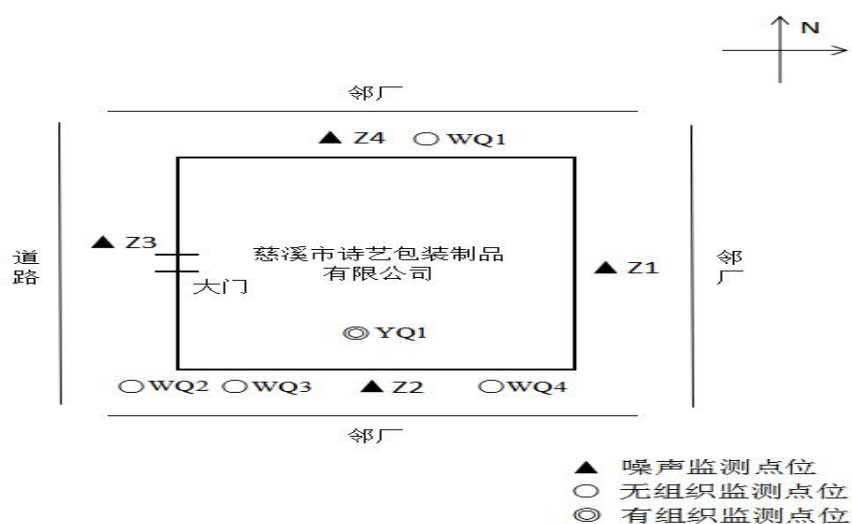 N
邻厂
Z4
WQ1
Z3
道路
慈溪市诗艺包装制品
有限公司
大门
Z1
邻厂
YQ1
WQ2
WQ3
Z2
WQ4
邻厂
噪声监测点位
无组织监测点位
有组织监测点位